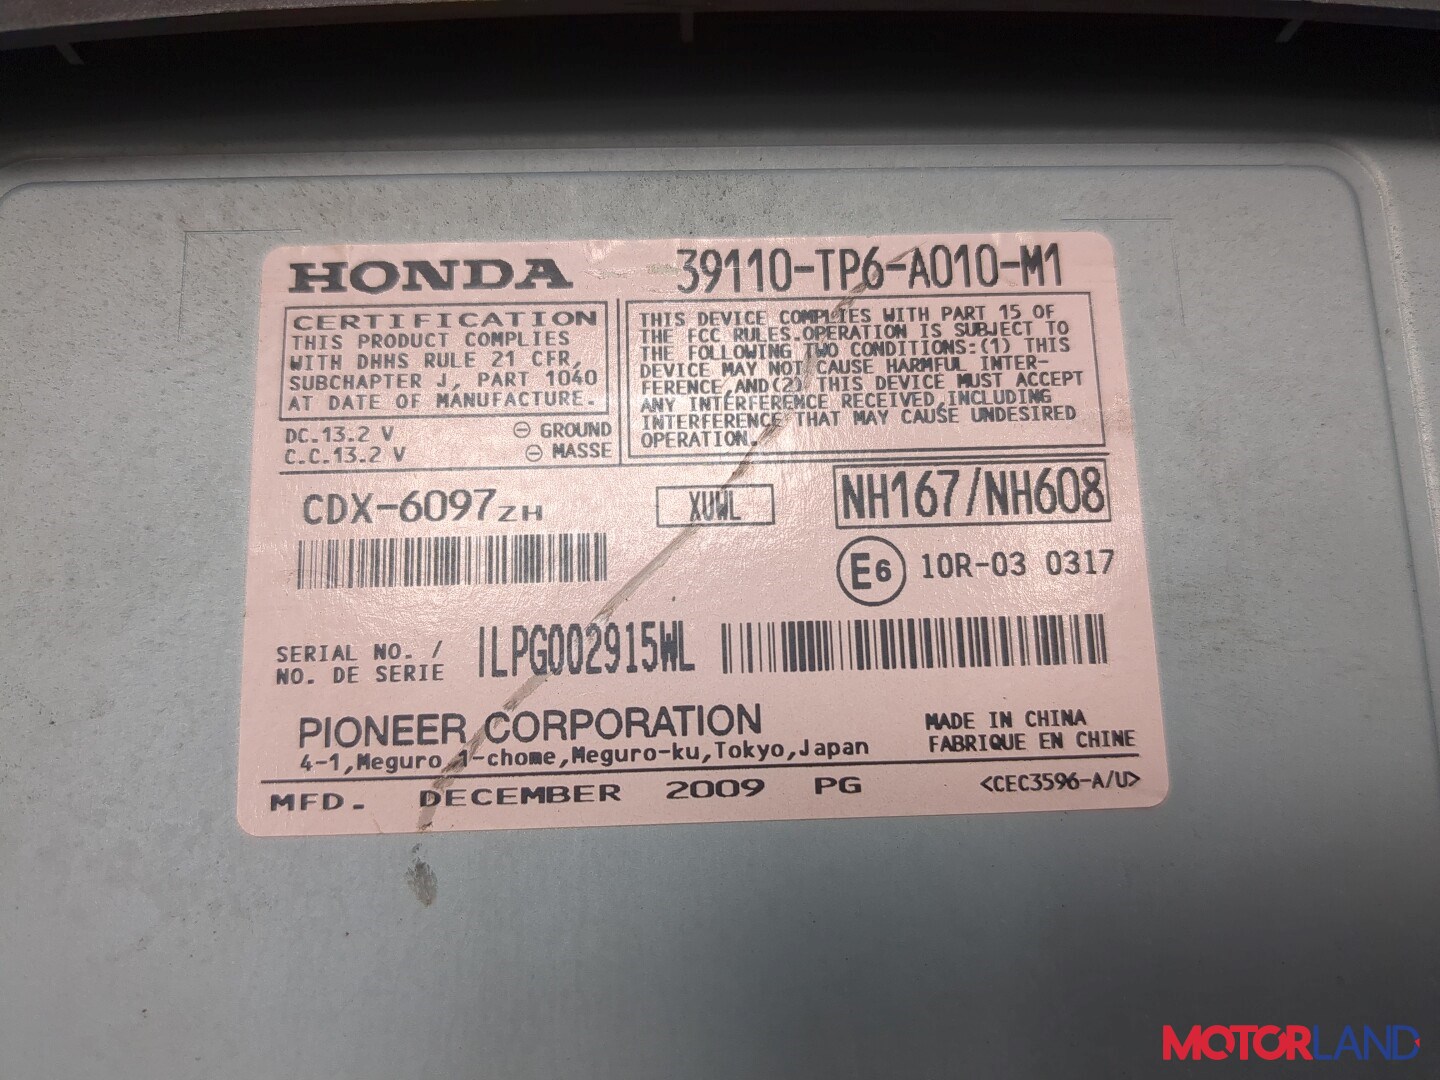 HONDA 39110-TP6-A010-M1
CERTIFICATION
THIS PRODUCT COMPLIES
WITH DHHS RULE 21 CFR,
SUBCHAPTER J, PART 1040
AT DATE OF MANUFACTURE.
THIS DEVICE COMPLIES WITH PART 15 OF
THE FCC RULES.OPERATION IS SUBJECT TO
THE FOLLOWING TWO CONDITIONS:(1) THIS
DEVICE MAY NOT CAUSE HARMFUL INTER-
FERENCE,AND(2) THIS DEVICE MUST ACCEPT
ANY INTERFERENCE RECEIVED,INCLUDING
INTERFERENCE THAT MAY CAUSE UNDESIRED
OPERATION.
DC.13.2 V ⊖ GROUND
C.C.13.2 V ⊖ MASSE
CDX-6097ZH XUWL NH167/NH608
E6 10R-03 0317
SERIAL NO. /
NO. DE SERIE
ILPG002915WL
PIONEER CORPORATION
4-1,Meguro 1-chome,Meguro-ku,Tokyo,Japan
MADE IN CHINA
FABRIQUE EN CHINE
MFD. DECEMBER 2009 PG <CEC3596-A/U>
MOTORLAND